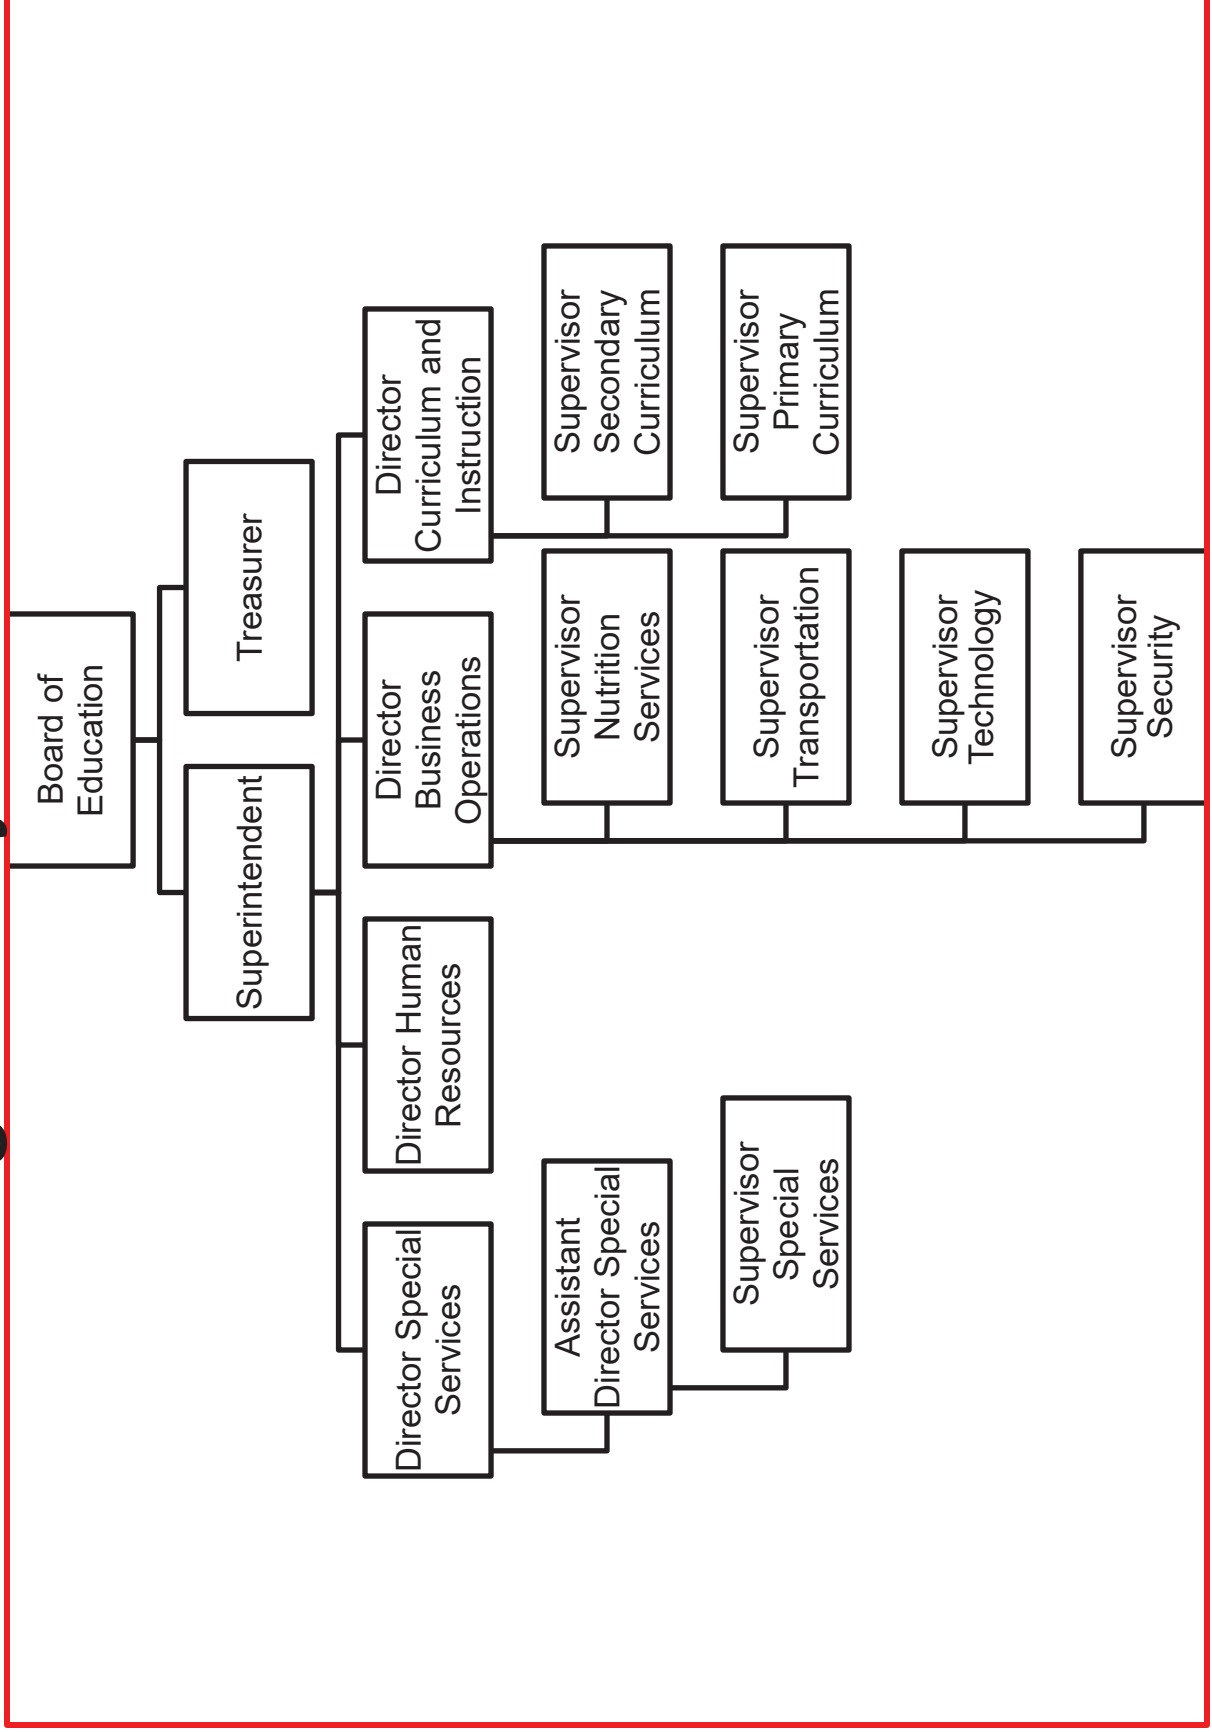 Board of
Education
Superintendent
Treasurer
Director Special
Services
Director Human
Resources
Director
Business
Operations
Director
Curriculum and
Instruction
Assistant
Director Special
Services
Supervisor
Nutrition
Services
Supervisor
Secondary
Curriculum
Supervisor
Special
Services
Supervisor
Transportation
Supervisor
Primary
Curriculum
Supervisor
Technology
Supervisor
Security